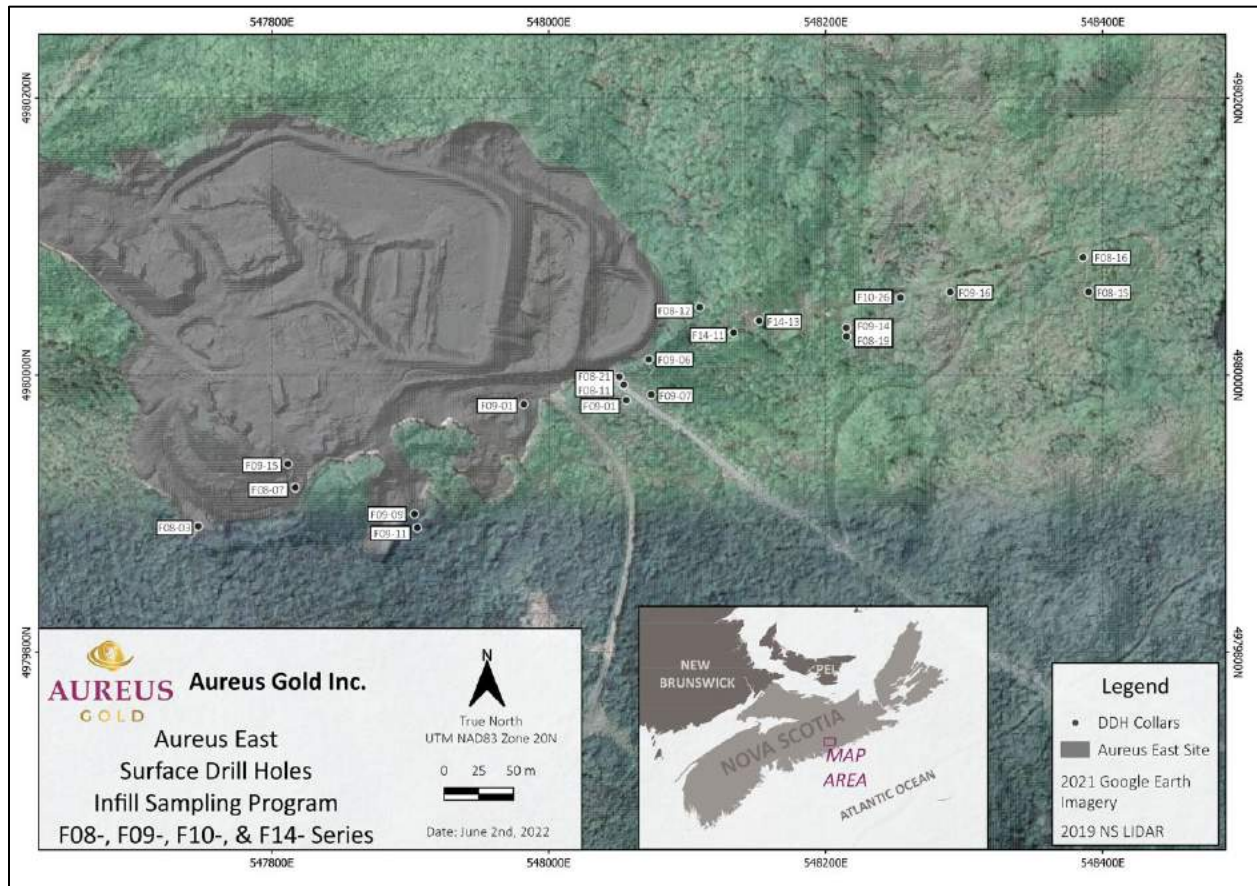 547800E
548000E
548200E
548400E
4980200N
4980200N
F08-16
F08-15
F10-26
F09-16
F08-12
F14-13
F14-11
F09-14
F08-19
F09-06
4980000N
4980000N
F08-21
F08-11
F09-07
F09-01
F09-01
F09-15
F08-07
F09-09
F08-03
F09-11
4979800N
4979800N
AUREUS
GOLD
Aureus Gold Inc.
Aureus East
Surface Drill Holes
Infill Sampling Program
F08-, F09-, F10-, & F14- Series
N
True North
UTM NAD83 Zone 20N
0 25 50 m
Date: June 2nd, 2022
NEW
BRUNSWICK
PEI
NOVA SCOTIA
MAP
AREA
ATLANTIC OCEAN
Legend
DDH Collars
Aureus East Site
2021 Google Earth
Imagery
2019 NS LIDAR
547800E
548000E
548200E
548400E